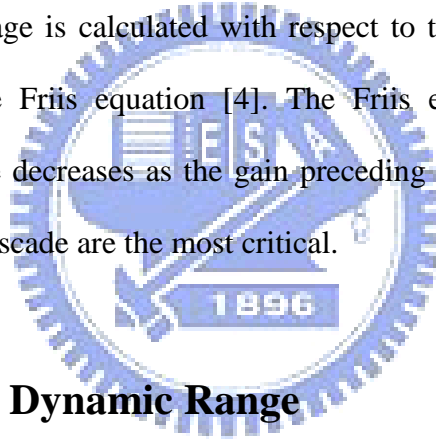 age is calculated with respect to t
e Friis equation [4]. The Friis e
e decreases as the gain preceding
scade are the most critical.
E S A
1896
Dynamic Range